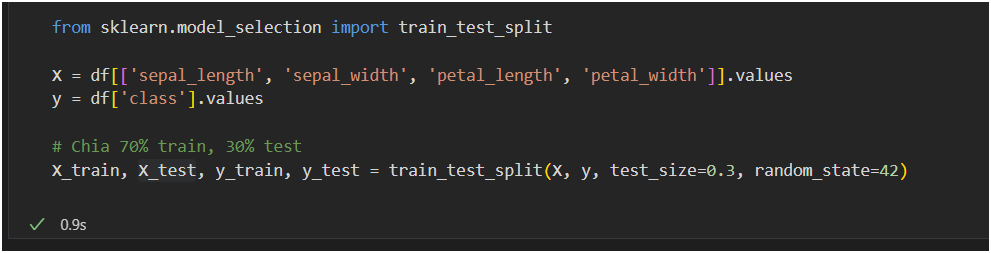 from sklearn.model_selection import train_test_split
X = df[['sepal_length', 'sepal_width', 'petal_length', 'petal_width']].values
y = df['class'].values
# Chia 70% train, 30% test
X_train, X_test, y_train, y_test = train_test_split(X, y, test_size=0.3, random_state=42)
✓ 0.9s